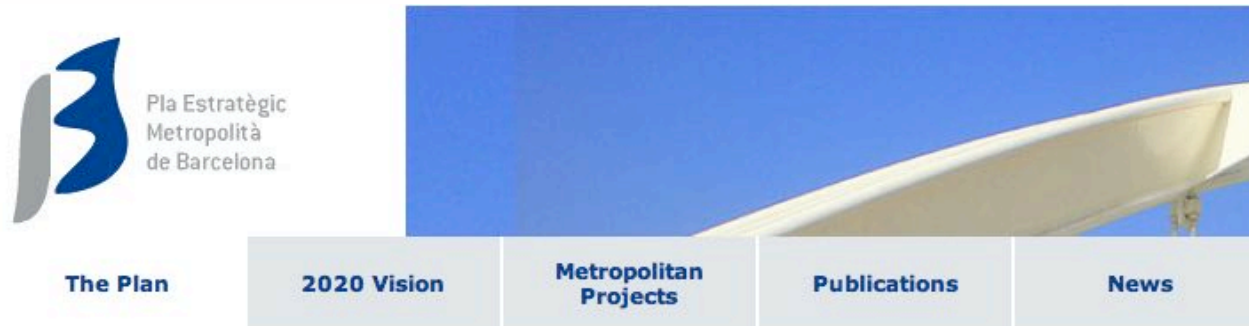 Pla Estratègic
Metropolità
de Barcelona
The Plan
2020 Vision
Metropolitan
Projects
Publications
News